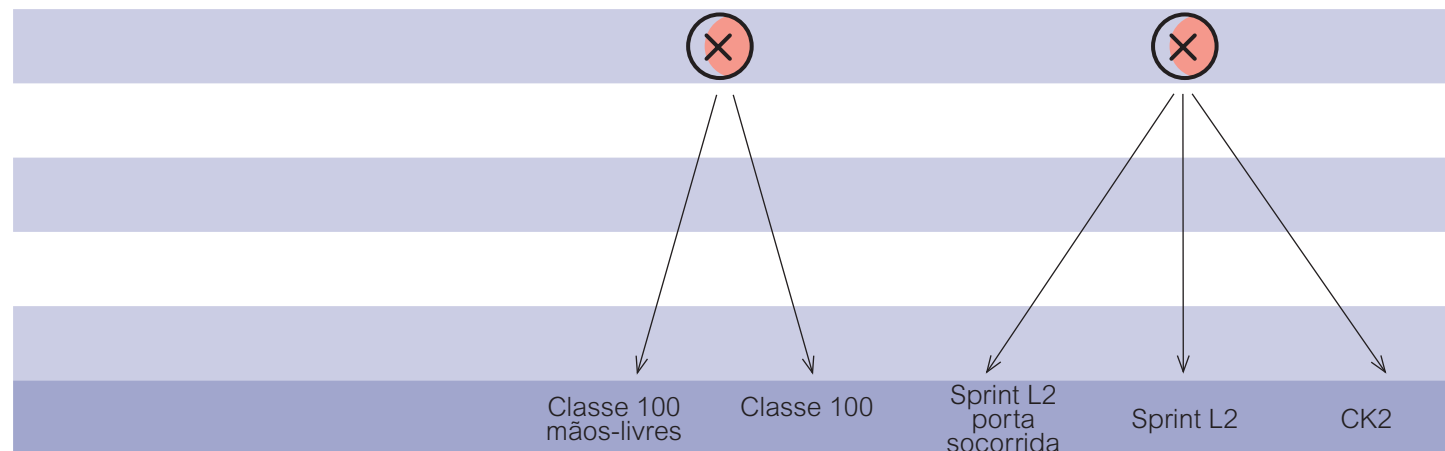 Classe 100
mãos-livres
Classe 100
Sprint L2
porta
socorrida
Sprint L2
CK2